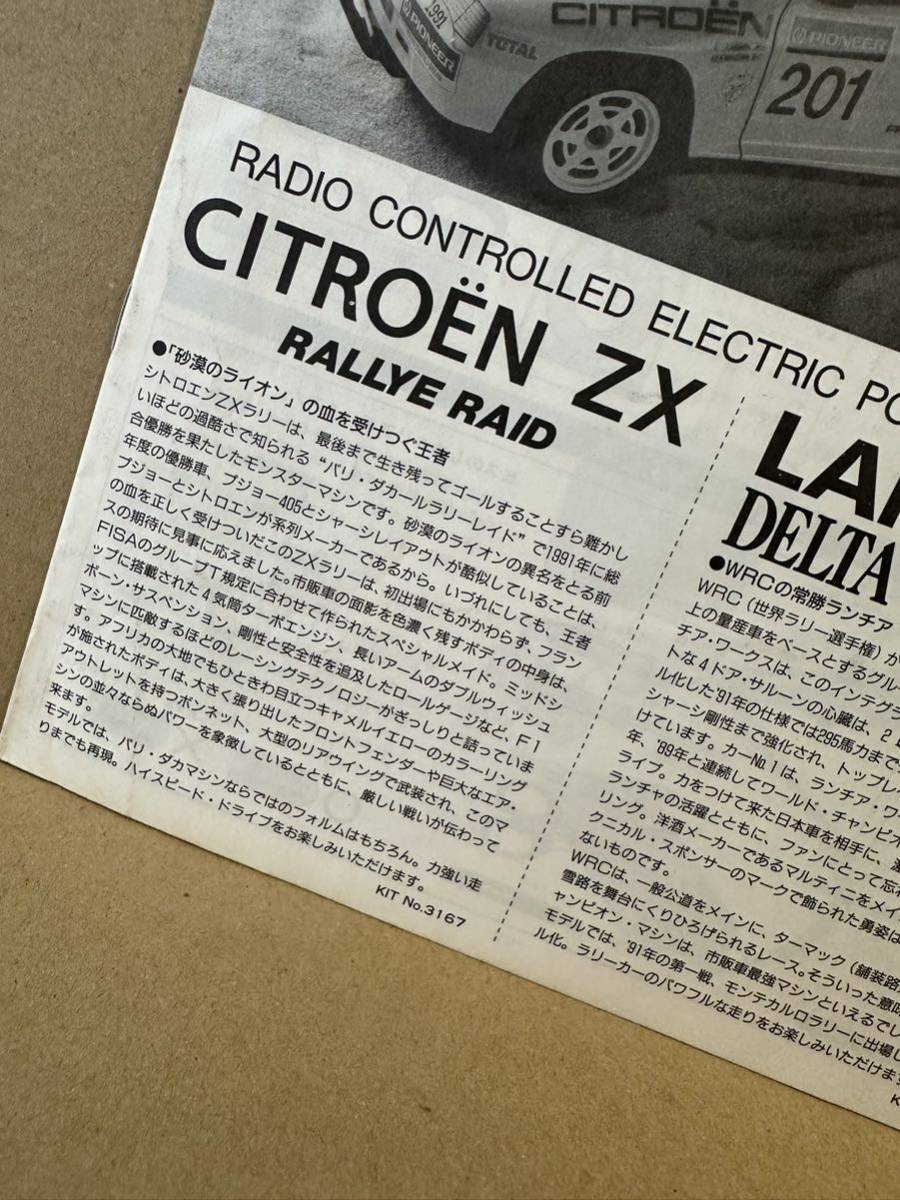 1991
PIONEER
TOTAL
CITROËN
PIONEER
201
RADIO CONTROLLED ELECTRIC PO
CITROËN ZX
RALLYE RAID
●「砂漠のライオン」の血を受けつぐ王者
シトロエンZXラリーは、最後まで生き残ってゴールすることすら難かし
いほどの過酷さで知られる“パリ・ダカールラリーレイド”で1991年に総
合優勝を果たしたモンスターマシンです。砂漠のライオンの異名をとる前
年度の優勝車、プジョー405とシャーシレイアウトが酷似していることは、
プジョーとシトロエンが系列メーカーであるから。いづれにしても、王者
の血を正しく受けついだこのZXラリーは、初出場にもかかわらず、フラン
スの期待に見事に応えました。市販車の面影を色濃く残すボディの中身は、
FISAのグループT規定に合わせて作られたスペシャルメイド。ミッドシ
ップに搭載された4気筒ターボエンジン、長いアームのダブルウィッシュ
ボーン・サスペンション、剛性と安全性を追及したロールゲージなど、F1
マシンに匹敵するほどのレーシングテクノロジーがぎっしりと詰っていま
す。アフリカの大地でもひときわ目立つキャメルイエローのカラーリング
が施されたボディは、大きく張り出したフロントフェンダーや巨大なエア・
アウトレットを持つボンネット、大型のリアウイングで武装され、このマ
シンの並々ならぬパワーを象徴しているとともに、厳しい戦いが伝わって
来ます。
モデルでは、パリ・ダカマシンならではのフォルムはもちろん。力強い走
りまでも再現。ハイスピード・ドライブをお楽しみいただけます。
KIT No.3167
LAN
DELTA
●WRCの常勝ランチア
WRC(世界ラリー選手権)が
上の量産車をベースとするグル
チア・ワークスは、このインテグラ
トな4ドア・サルーンの心臓は、2
ル化した'91年の仕様では295馬力まで
シャーシ剛性まで強化され、トップレ
けています。カーNo.1は、ランチア・ワ
年、'89年と連続してワールド・チャンピオ
ライブ。力をつけて来た日本車を相手に、
ランチャの活躍とともに、ファンにとって忘れ
リング。洋酒メーカーであるマルティニをメイ
クニカル・スポンサーのマークで飾られた勇姿は
ないものです。
WRCは、一般公道をメインに、ターマック(舗装路
雪路を舞台にくりひろげられるレース。そういった意味
ャンピオン・マシンは、市販車最強マシンといえるでし
モデルでは、'91年の第一戦、モンテカルロラリーに出場し
ル化。ラリーカーのパワフルな走りをお楽しみいただけます
K